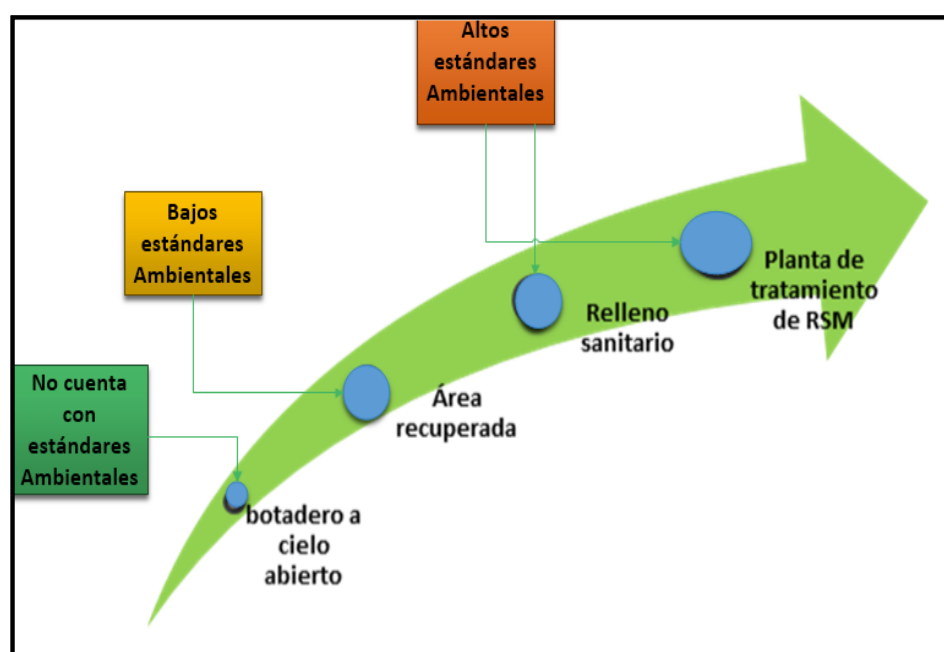 Altos
estándares
Ambientales
Bajos
estándares
Ambientales
No cuenta
con
estándares
Ambientales
Planta de
tratamiento
de RSM
Relleno
sanitario
Área
recuperada
botadero a
cielo
abierto